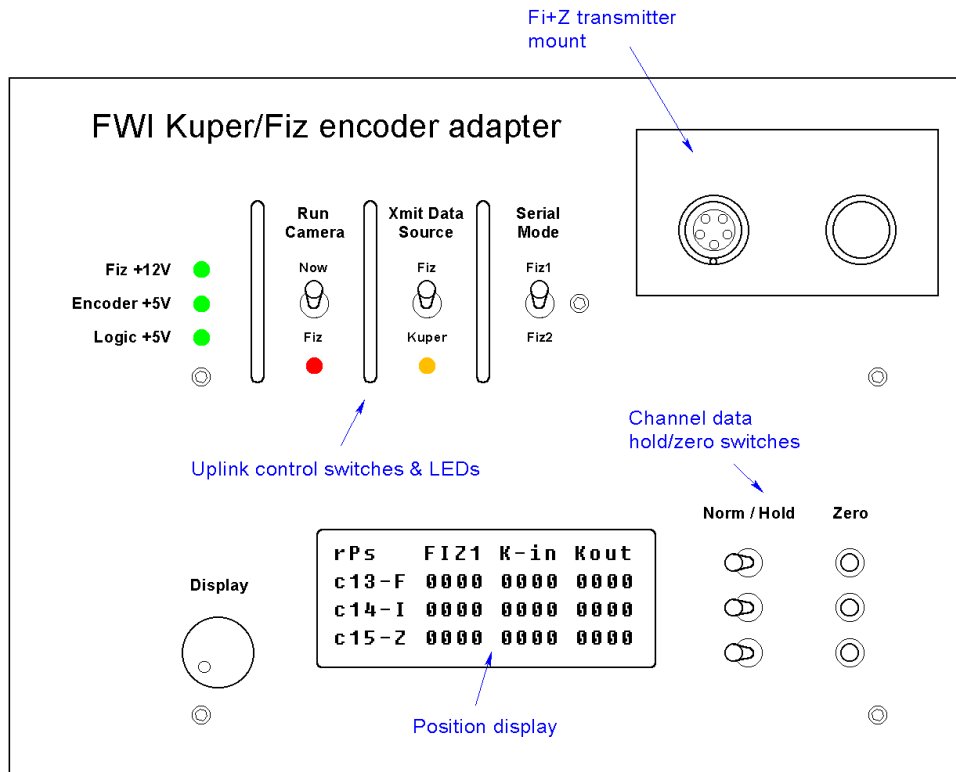 Fi+Z transmitter
mount
FWI Kuper/Fiz encoder adapter
Run
Camera
Xmit Data
Source
Serial
Mode
Now
Fiz
Fiz1
Fiz +12V
Encoder +5V
Logic +5V
Fiz
Kuper
Fiz2
Uplink control switches & LEDs
Channel data
hold/zero switches
Norm / Hold
Zero
Display
rPs FIZ1 K-in Kout
c13-F 0000 0000 0000
c14-I 0000 0000 0000
c15-Z 0000 0000 0000
Position display